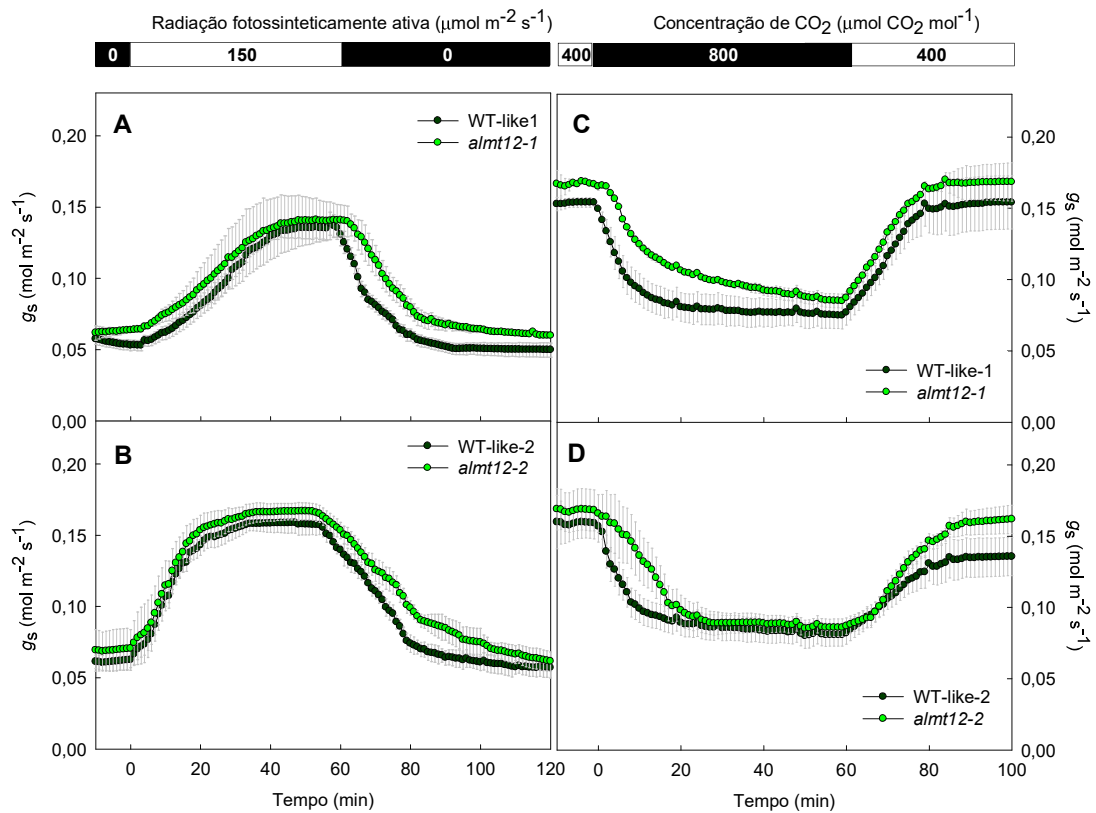 Radiação fotossinteticamente ativa (μmol m⁻² s⁻¹)
0 150 0
Concentração de CO₂ (μmol CO₂ mol⁻¹)
400 800 400
A
WT-like1
almt12-1
0,20
0,15
0,10
0,05
0,00
gₛ (mol m⁻² s⁻¹)
C
WT-like-1
almt12-1
0,20
0,15
0,10
0,05
0,00
gₛ (mol m⁻² s⁻¹)
B
WT-like-2
almt12-2
0,20
0,15
0,10
0,05
0,00
gₛ (mol m⁻² s⁻¹)
0 20 40 60 80 100 120
Tempo (min)
D
WT-like-2
almt12-2
0,20
0,15
0,10
0,05
0,00
gₛ (mol m⁻² s⁻¹)
0 20 40 60 80 100
Tempo (min)